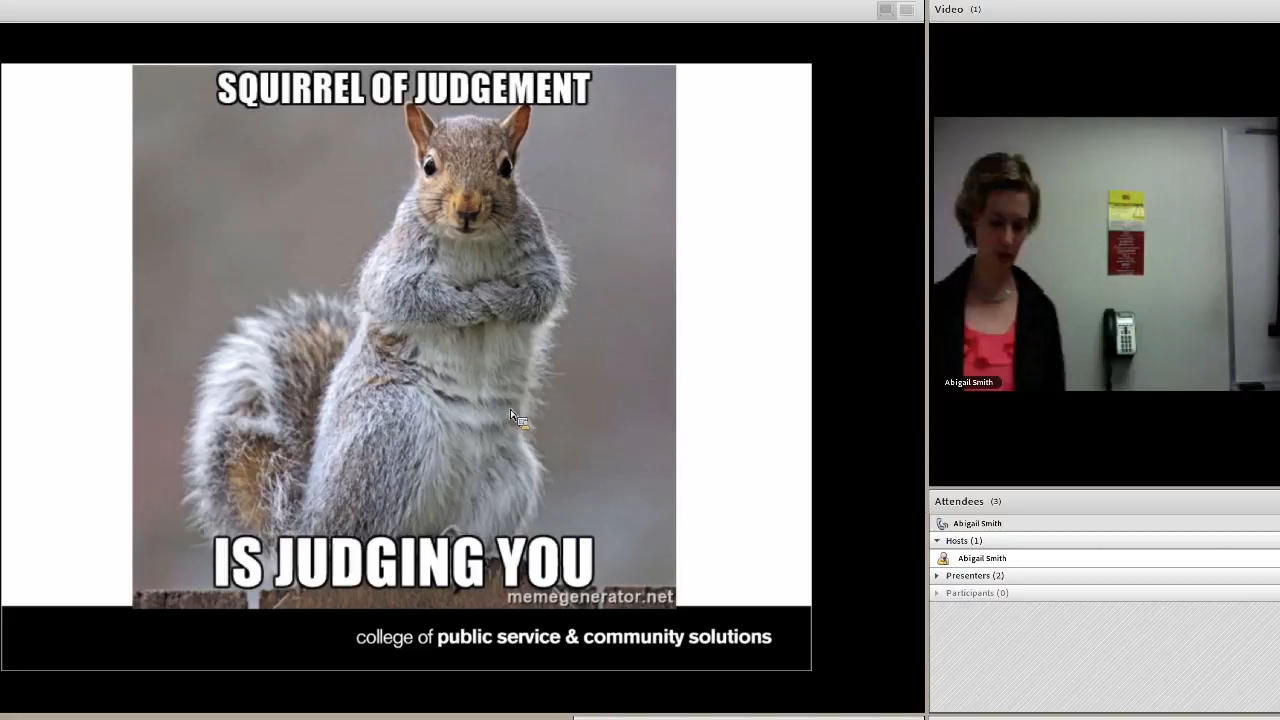 Video (1)
SQUIRREL OF JUDGEMENT
IS JUDGING YOU
memegenerator.net
college of public service & community solutions
Abigail Smith
Attendees (3)
Abigail Smith
Hosts (1)
Abigail Smith
Presenters (2)
Participants (0)